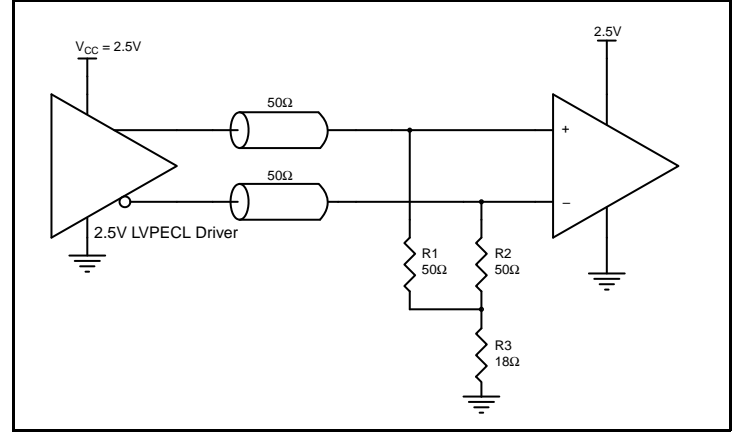 V_CC = 2.5V
2.5V
50Ω
+
50Ω
–
2.5V LVPECL Driver
R1
50Ω
R2
50Ω
R3
18Ω